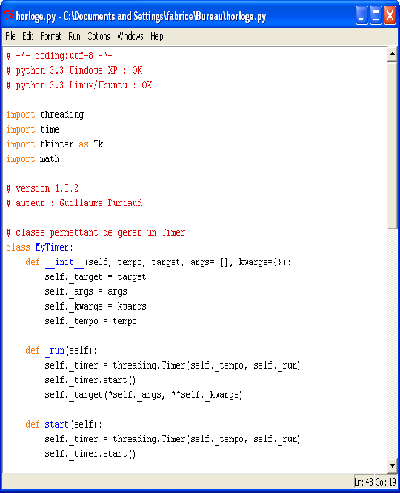 horloge.py - C:\Documents and Settings\fabrice\Bureau\horloge.py
File Edit Format Run Options Windows Help
# -*- coding:utf-8 -*-
# python 3.3 Windows XP : OK
# python 3.3 Linux/Ubuntu : OK
import threading
import time
import tkinter as Tk
import math
# version 1.0.2
# auteur : Guillaume
# classe permettant de gerer un Timer
class MyTimer:
def __init__(self, tempo, target, args= [], kwargs={}):
self._target = target
self._args = args
self._kwargs = kwargs
self._tempo = tempo
def _run(self):
self._timer = threading.Timer(self._tempo, self._run)
self._timer.start()
self._target(*self._args, **self._kwargs)
def start(self):
self._timer = threading.Timer(self._tempo, self._run)
self._timer.start()
Ln: 43 Col: 19